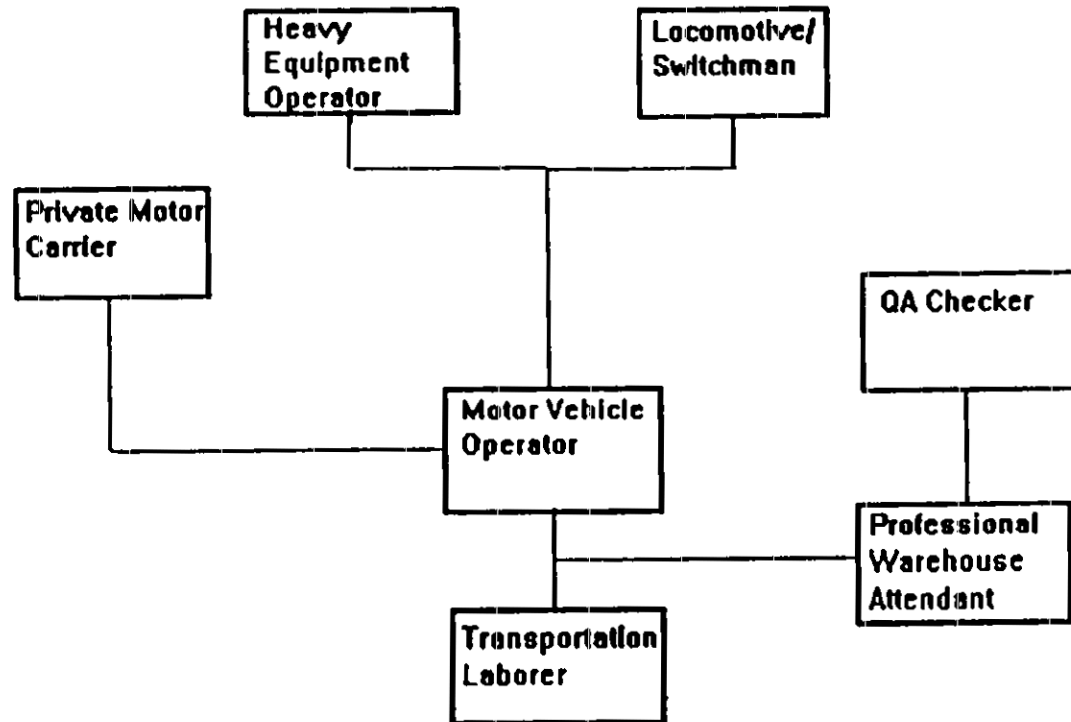 Heavy
Equipment
Operator
Locomotive/
Switchman
Private Motor
Carrier
QA Checker
Motor Vehicle
Operator
Professional
Warehouse
Attendant
Transportation
Laborer